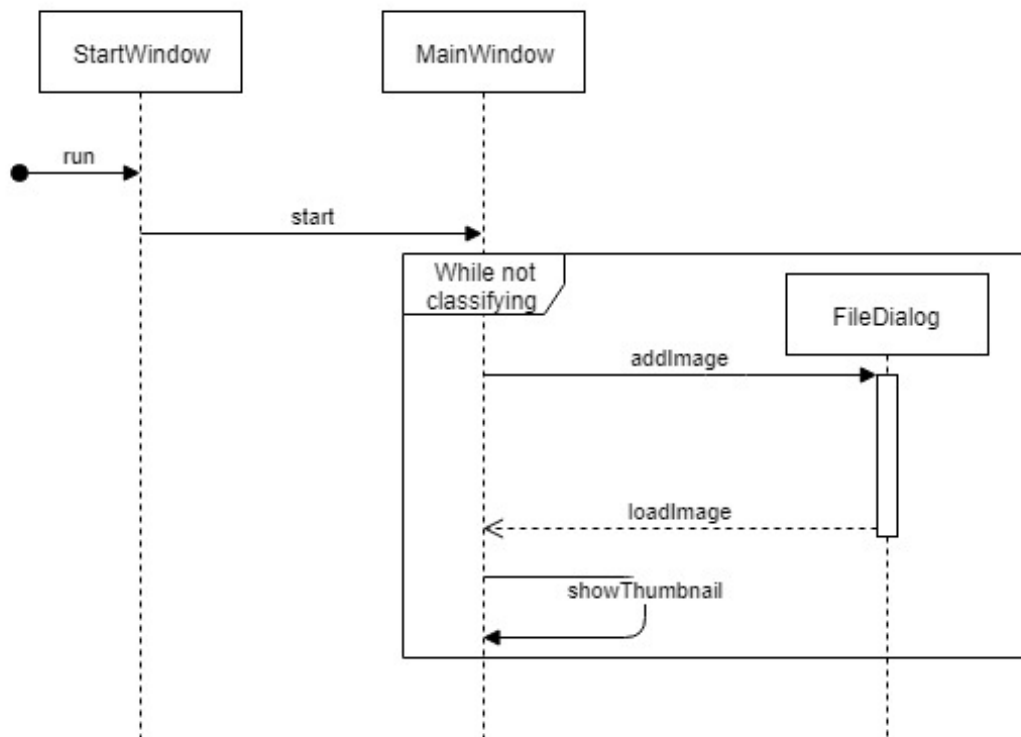 StartWindow
MainWindow
run
start
While not
classifying
FileDialog
addImage
loadImage
showThumbnail